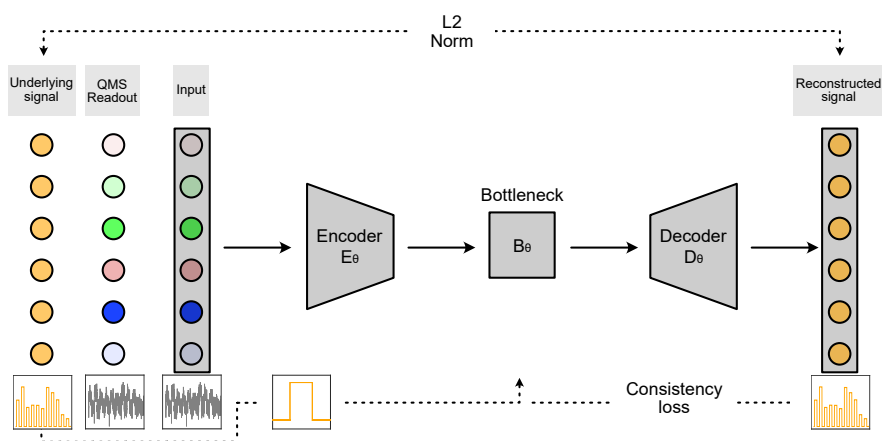 L2
Norm
Underlying
signal
QMS
Readout
Input
Reconstructed
signal
Encoder
Eθ
Bottleneck
Bθ
Decoder
Dθ
Consistency
loss